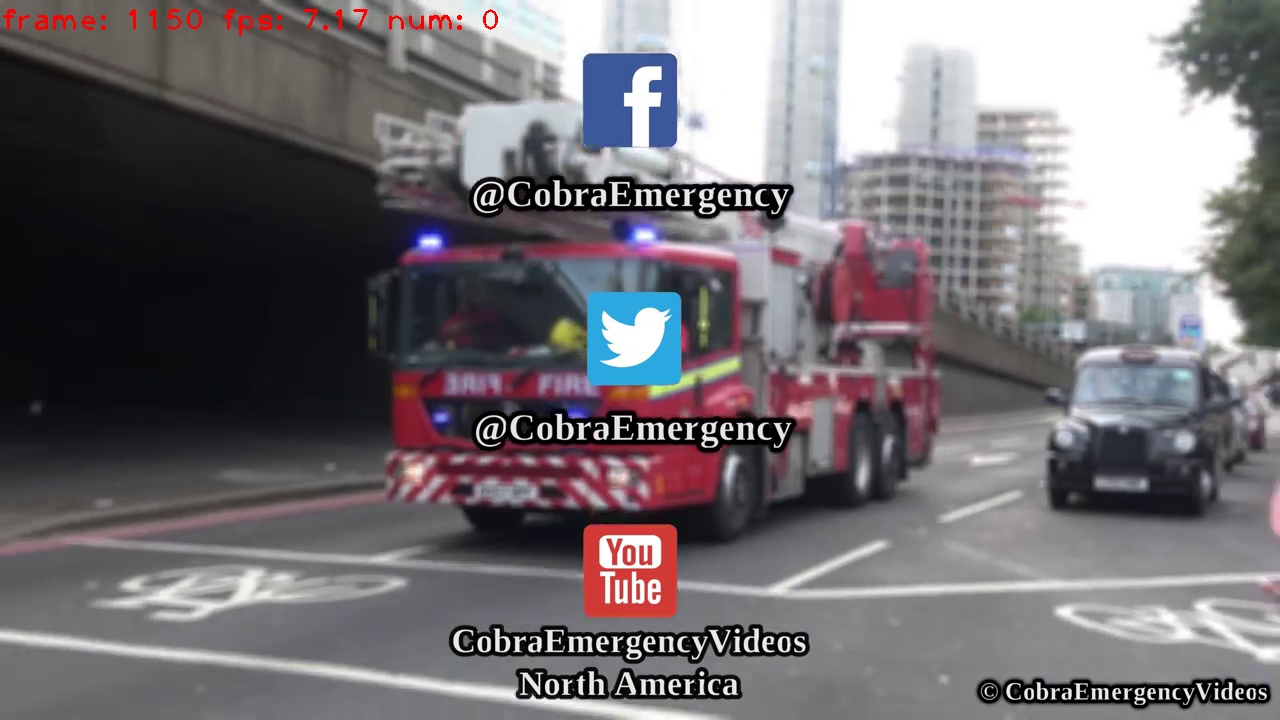 frame: 1150 fps: 7.17 num: 0
f
@CobraEmergency
@CobraEmergency
FIRE
You
Tube
CobraEmergencyVideos
North America
© CobraEmergencyVideos